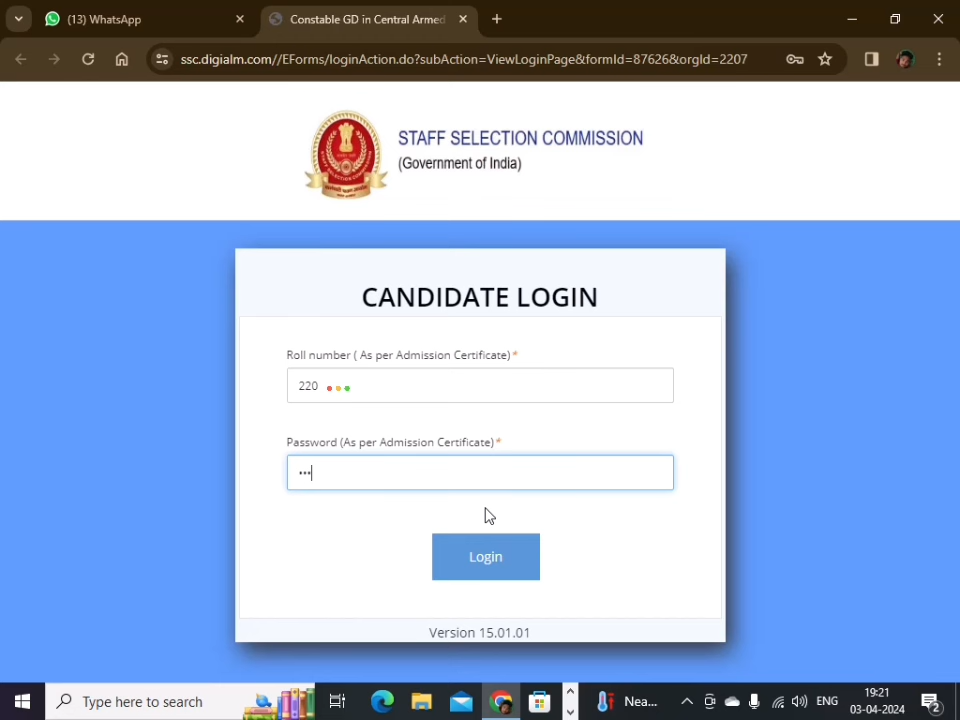 (13) WhatsApp
Constable GD in Central Armed
ssc.digialm.com//EForms/loginAction.do?subAction=ViewLoginPage&formId=87626&orgId=2207
STAFF SELECTION COMMISSION
(Government of India)
CANDIDATE LOGIN
Roll number ( As per Admission Certificate)*
220
Password (As per Admission Certificate)*
•••
Login
Version 15.01.01
Type here to search
Nea...
ENG
19:21
03-04-2024
2